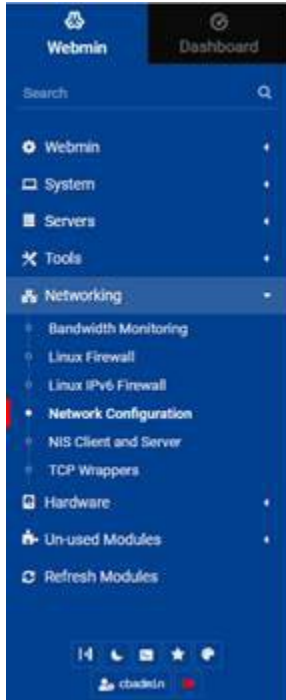 Webmin
Dashboard
Search
Webmin
System
Servers
Tools
Networking
Bandwidth Monitoring
Linux Firewall
Linux IPv6 Firewall
Network Configuration
NIS Client and Server
TCP Wrappers
Hardware
Un-used Modules
Refresh Modules
cbadmin